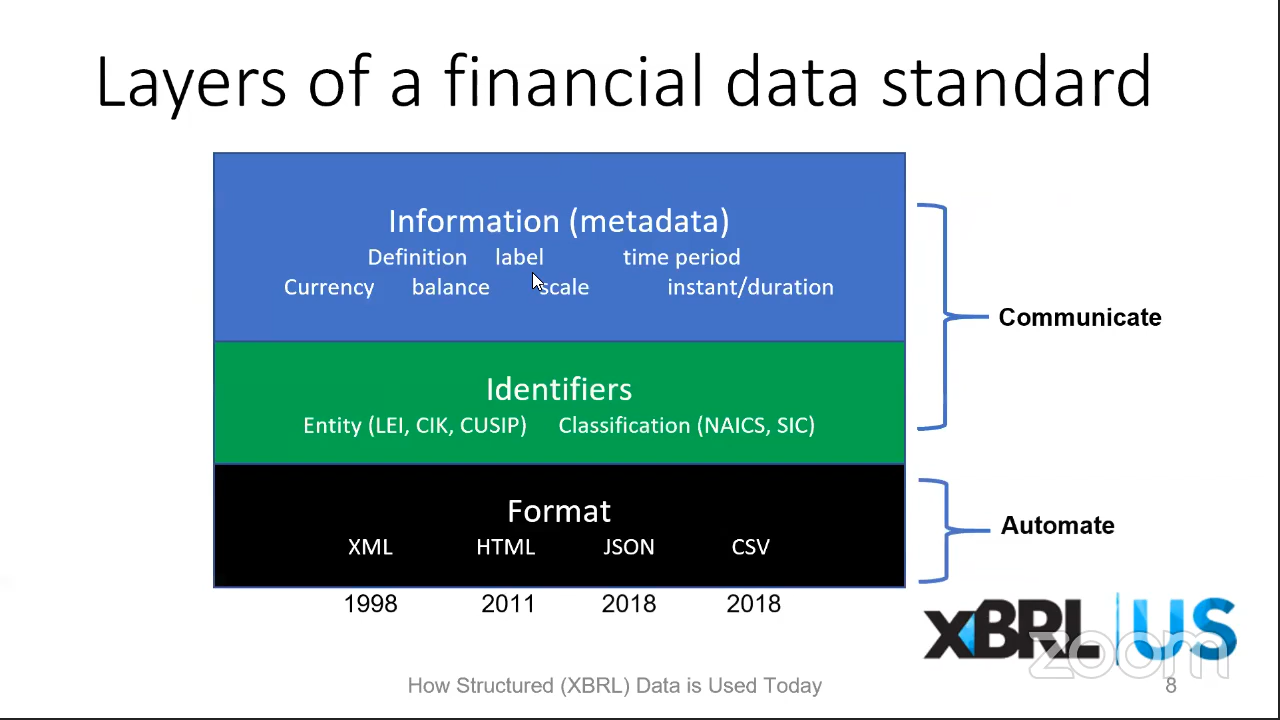 Layers of a financial data standard
Information (metadata)
Definition label time period
Currency balance scale instant/duration
Communicate
Identifiers
Entity (LEI, CIK, CUSIP) Classification (NAICS, SIC)
Format
XML HTML JSON CSV
Automate
1998 2011 2018 2018
XBRL US
zoom
How Structured (XBRL) Data is Used Today 8